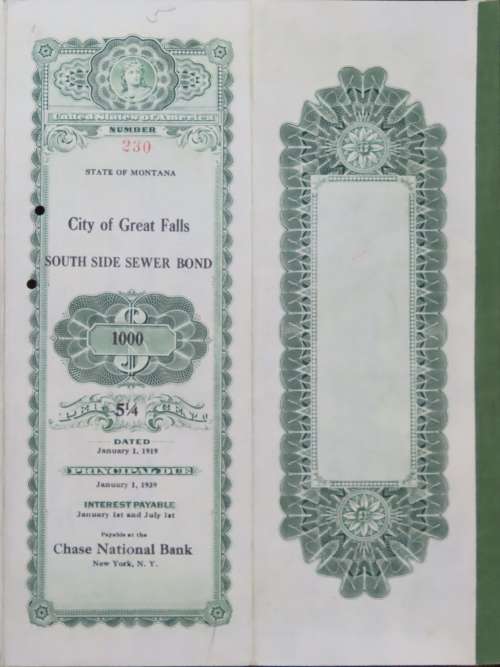 United States of America
NUMBER
230
STATE OF MONTANA
City of Great Falls
SOUTH SIDE SEWER BOND
$
1000
PER 5¼ CENT
DATED
January 1, 1919
PRINCIPAL DUE
January 1, 1939
INTEREST PAYABLE
January 1st and July 1st
Payable at the
Chase National Bank
New York, N. Y.